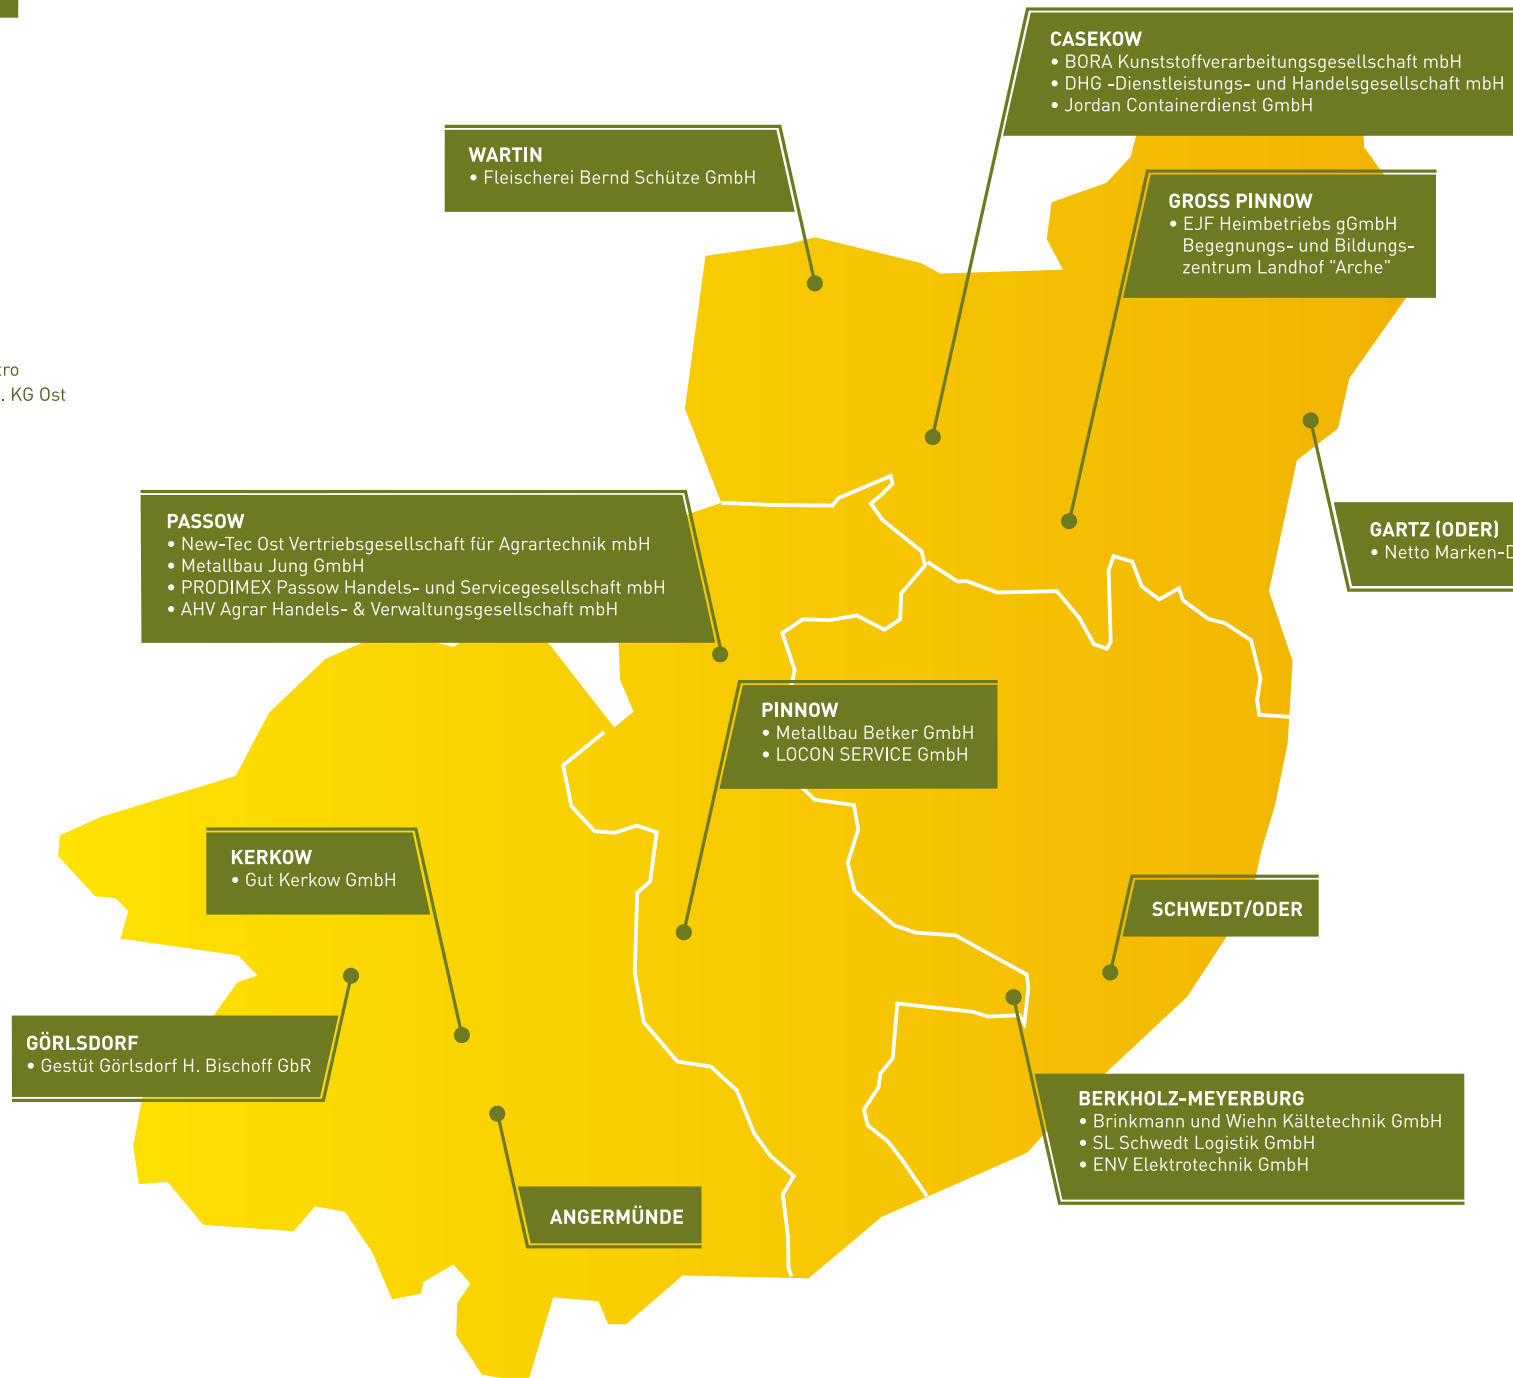 CASEKOW
• BORA Kunststoffverarbeitungsgesellschaft mbH
• DHG -Dienstleistungs- und Handelsgesellschaft mbH
• Jordan Containerdienst GmbH
WARTIN
• Fleischerei Bernd Schütze GmbH
GROSS PINNOW
• EJF Heimbetriebs gGmbH
Begegnungs- und Bildungs-
zentrum Landhof "Arche"
. KG Ost
PASSOW
• New-Tec Ost Vertriebsgesellschaft für Agrartechnik mbH
• Metallbau Jung GmbH
• PRODIMEX Passow Handels- und Servicegesellschaft mbH
• AHV Agrar Handels- & Verwaltungsgesellschaft mbH
GARTZ (ODER)
• Netto
PINNOW
• Metallbau Betker GmbH
• LOCON SERVICE GmbH
KERKOW
• Gut Kerkow GmbH
SCHWEDT/ODER
GÖRLSDORF
• Gestüt Görlsdorf H. Bischoff GbR
BERKHOLZ-MEYERBURG
• Brinkmann und Wiehn Kältetechnik GmbH
• SL Schwedt Logistik GmbH
• ENV Elektrotechnik GmbH
ANGERMÜNDE